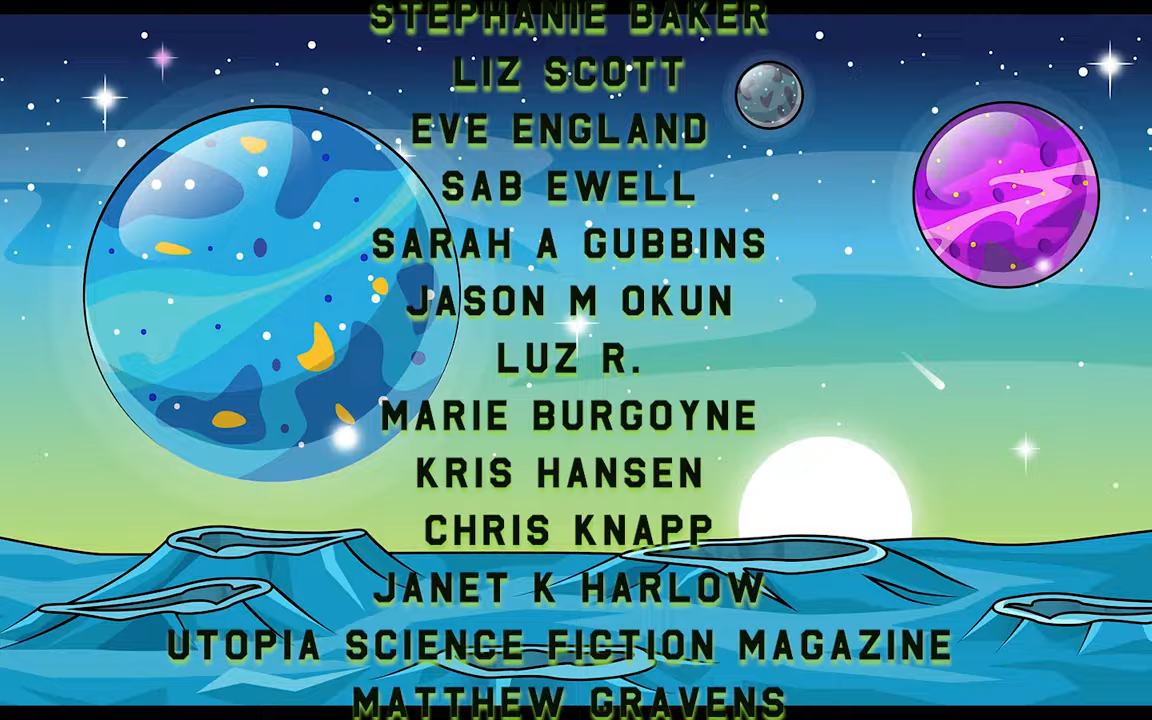 STEPHANIE BAKER
LIZ SCOTT
EVE ENGLAND
SAB EWELL
SARAH A GUBBINS
JASON M OKUN
LUZ R.
MARIE BURGOYNE
KRIS HANSEN
CHRIS KNAPP
JANET K HARLOW
UTOPIA SCIENCE FICTION MAGAZINE
MATTHEW GRAVENS